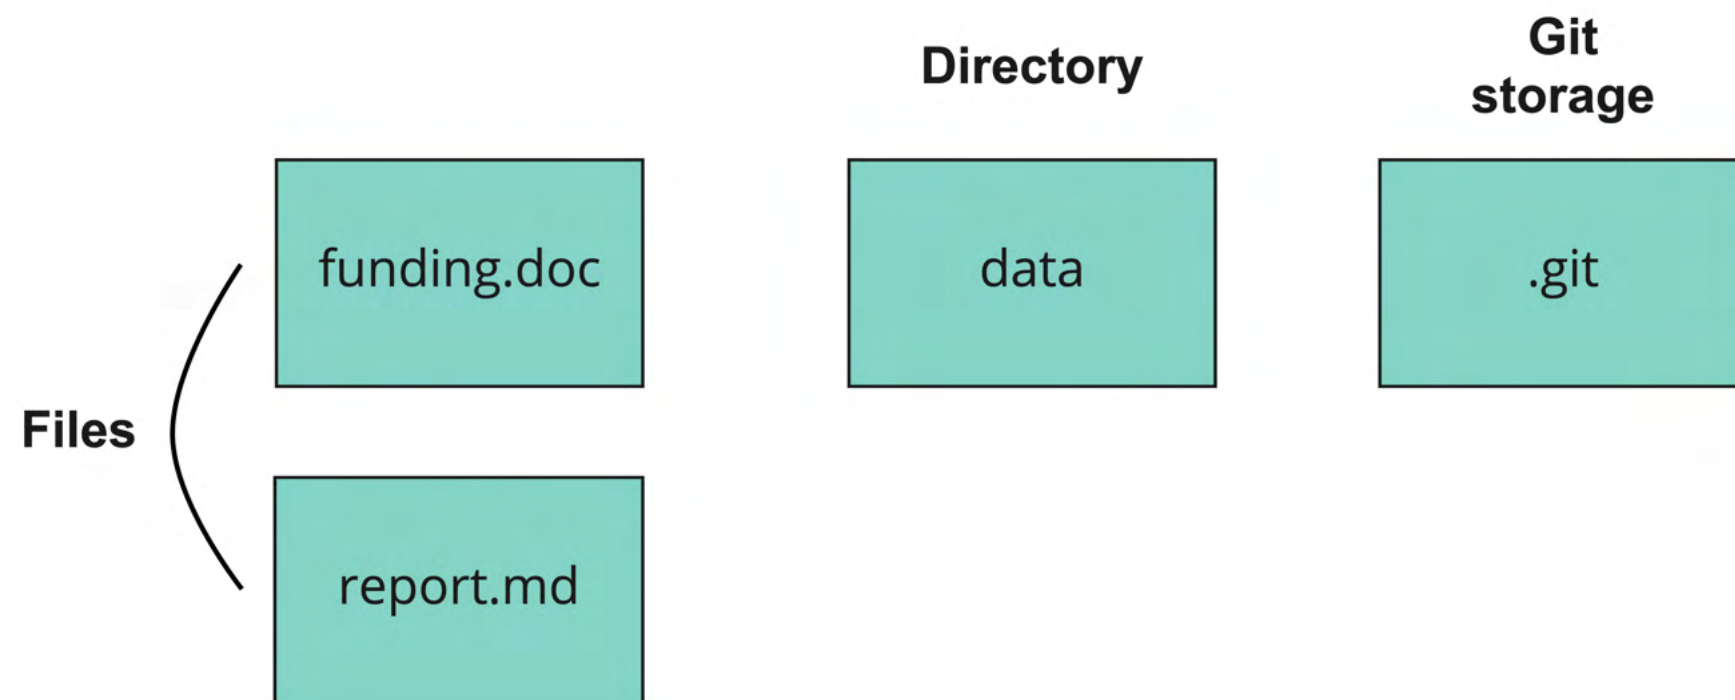 Git
storage
Directory
funding.doc
data
.git
Files
report.md